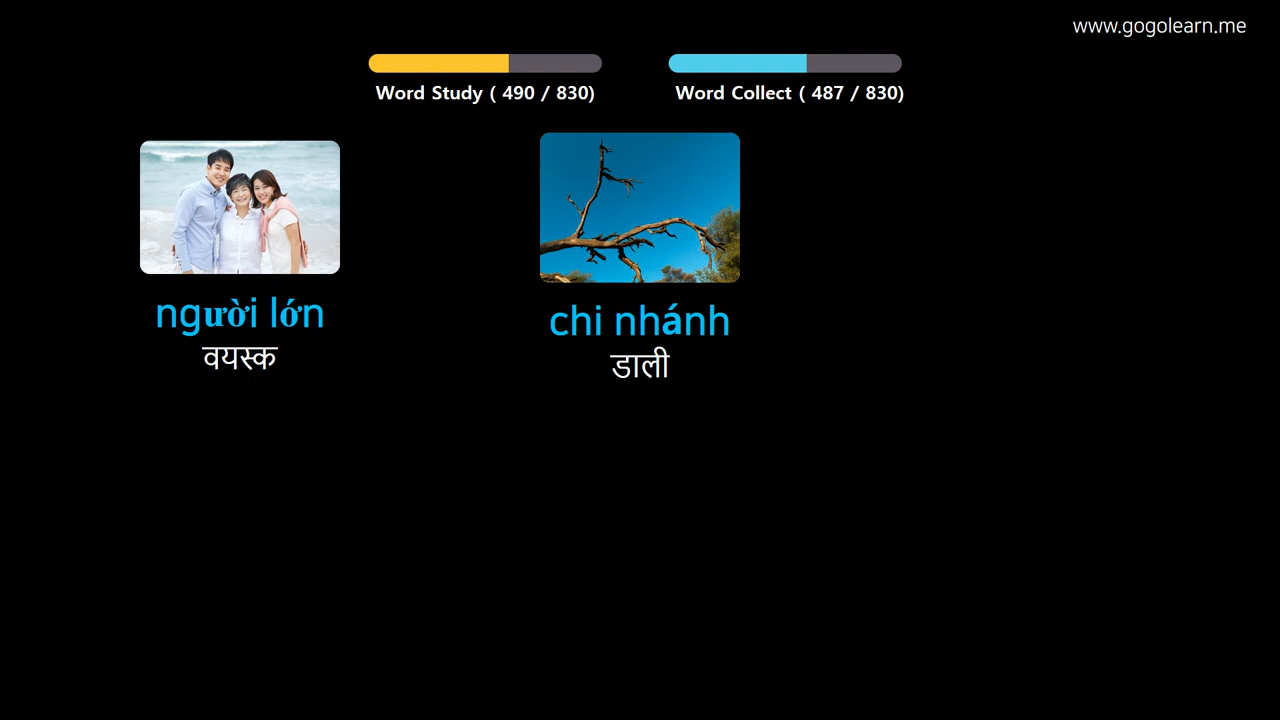 www.gogolearn.me
Word Study ( 490 / 830)
Word Collect ( 487 / 830)
người lớn
वयस्क
chi nhánh
डाली